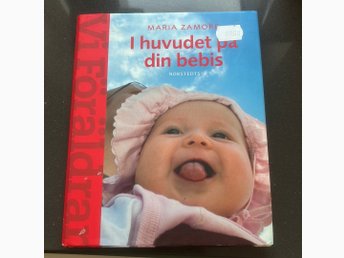 MARIA ZAMORE
I huvudet på
din bebis
NORSTEDTS
Vi Föräldrar